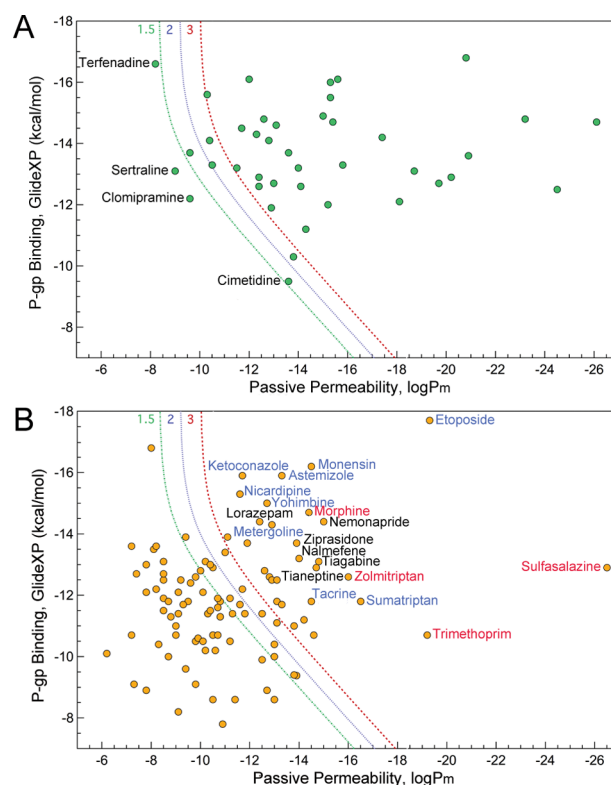 A
1.5 2 3
Terfenadine
Sertraline
Clomipramine
Cimetidine
-18
-16
-14
-12
-10
-8
P-gp Binding, GlideXP (kcal/mol)
-6 -8 -10 -12 -14 -16 -18 -20 -22 -24 -26
Passive Permeability, logPm
B
1.5 2 3
Etoposide
Ketoconazole Monensin
Astemizole
Nicardipine
Yohimbine
Lorazepam Morphine
Nemonapride
Metergoline Ziprasidone
Nalmefene
Tiagabine
Sulfasalazine
Tianeptine Zolmitriptan
Tacrine Sumatriptan
Trimethoprim
-18
-16
-14
-12
-10
-8
P-gp Binding, GlideXP (kcal/mol)
-6 -8 -10 -12 -14 -16 -18 -20 -22 -24 -26
Passive Permeability, logPm